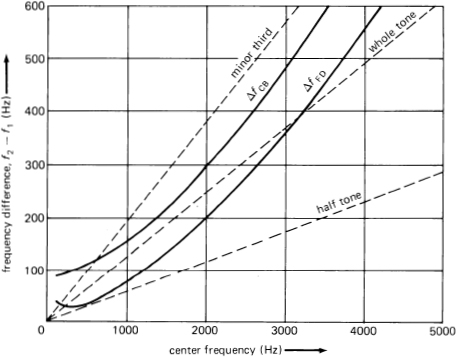 600
500
400
300
200
100
0
1000
2000
3000
4000
5000
frequency difference, f₂ − f₁ (Hz)
center frequency (Hz)
minor third
Δf CB
Δf FD
whole tone
half tone